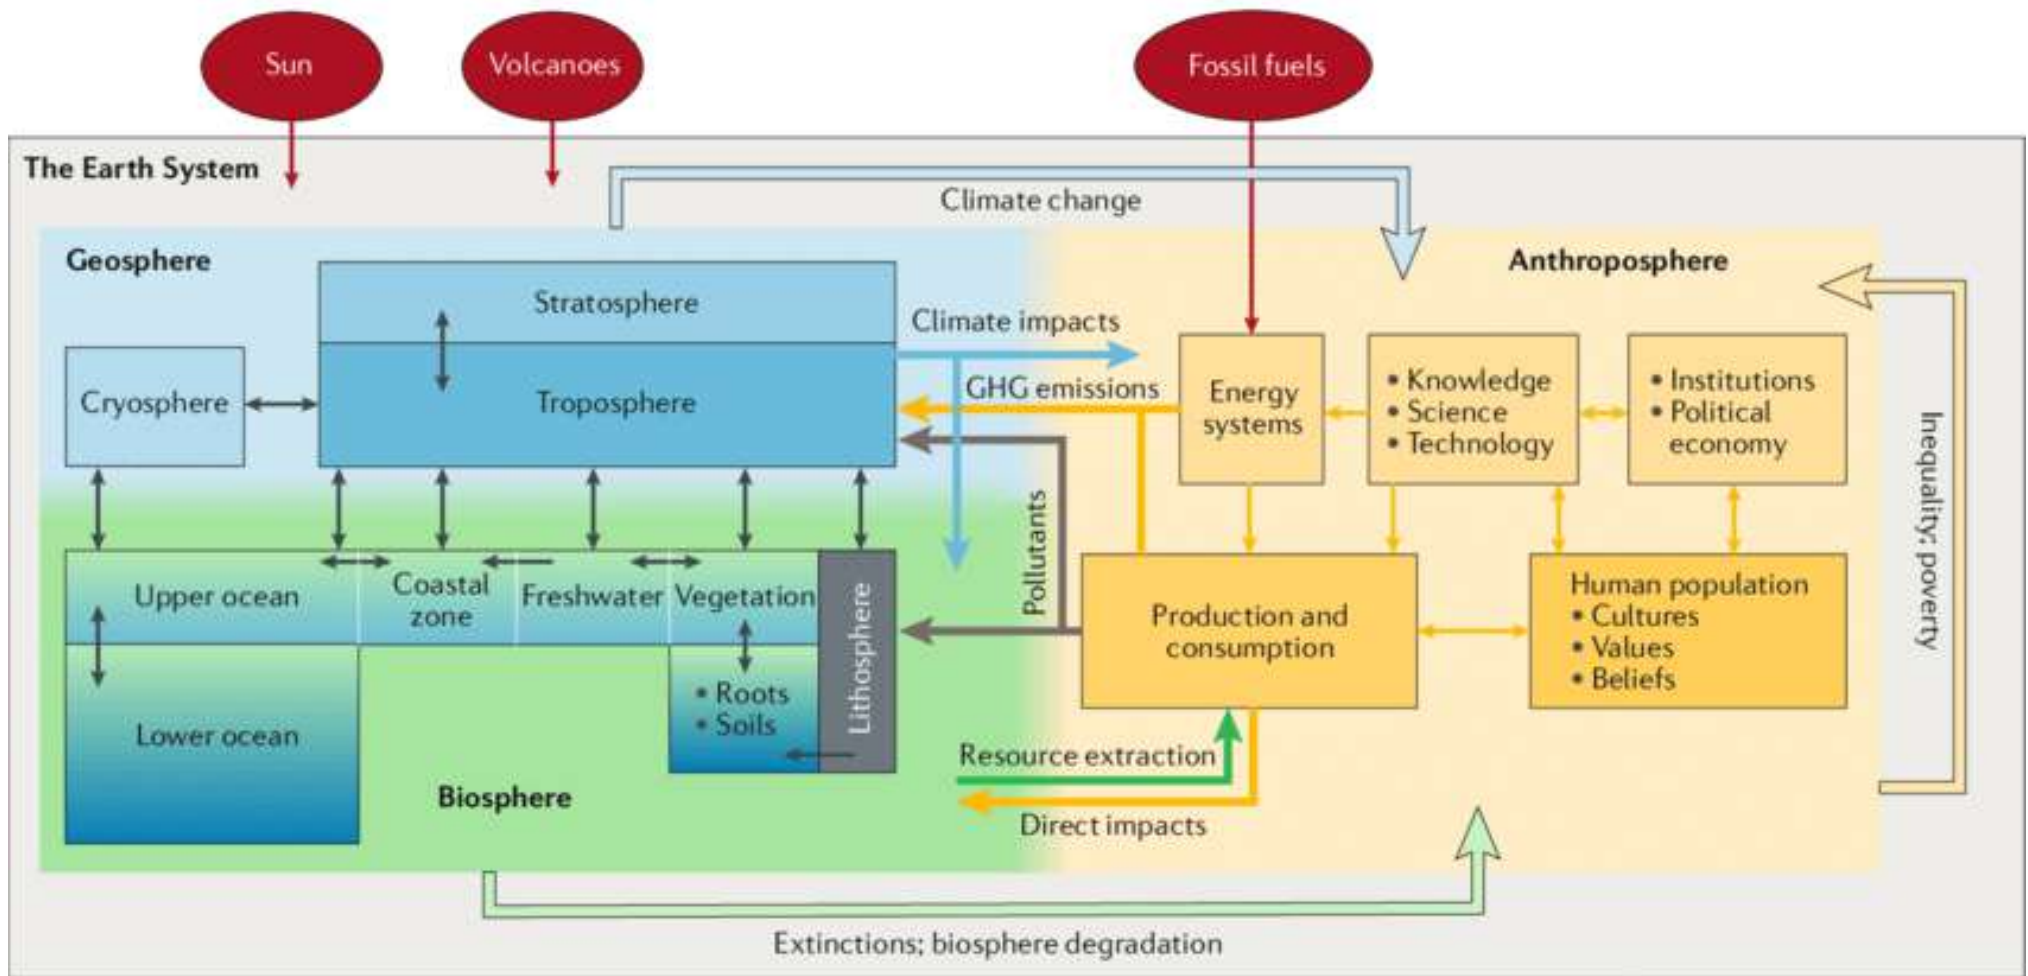 Sun
Volcanoes
Fossil fuels
The Earth System
Climate change
Geosphere
Anthroposphere
Stratosphere
Climate impacts
Cryosphere
Troposphere
GHG emissions
Energy
systems
• Knowledge
• Science
• Technology
• Institutions
• Political
economy
Inequality; poverty
Pollutants
Upper ocean
Coastal
zone
Freshwater
Vegetation
Lithosphere
Production and
consumption
Human population
• Cultures
• Values
• Beliefs
• Roots
• Soils
Lower ocean
Resource extraction
Biosphere
Direct impacts
Extinctions; biosphere degradation